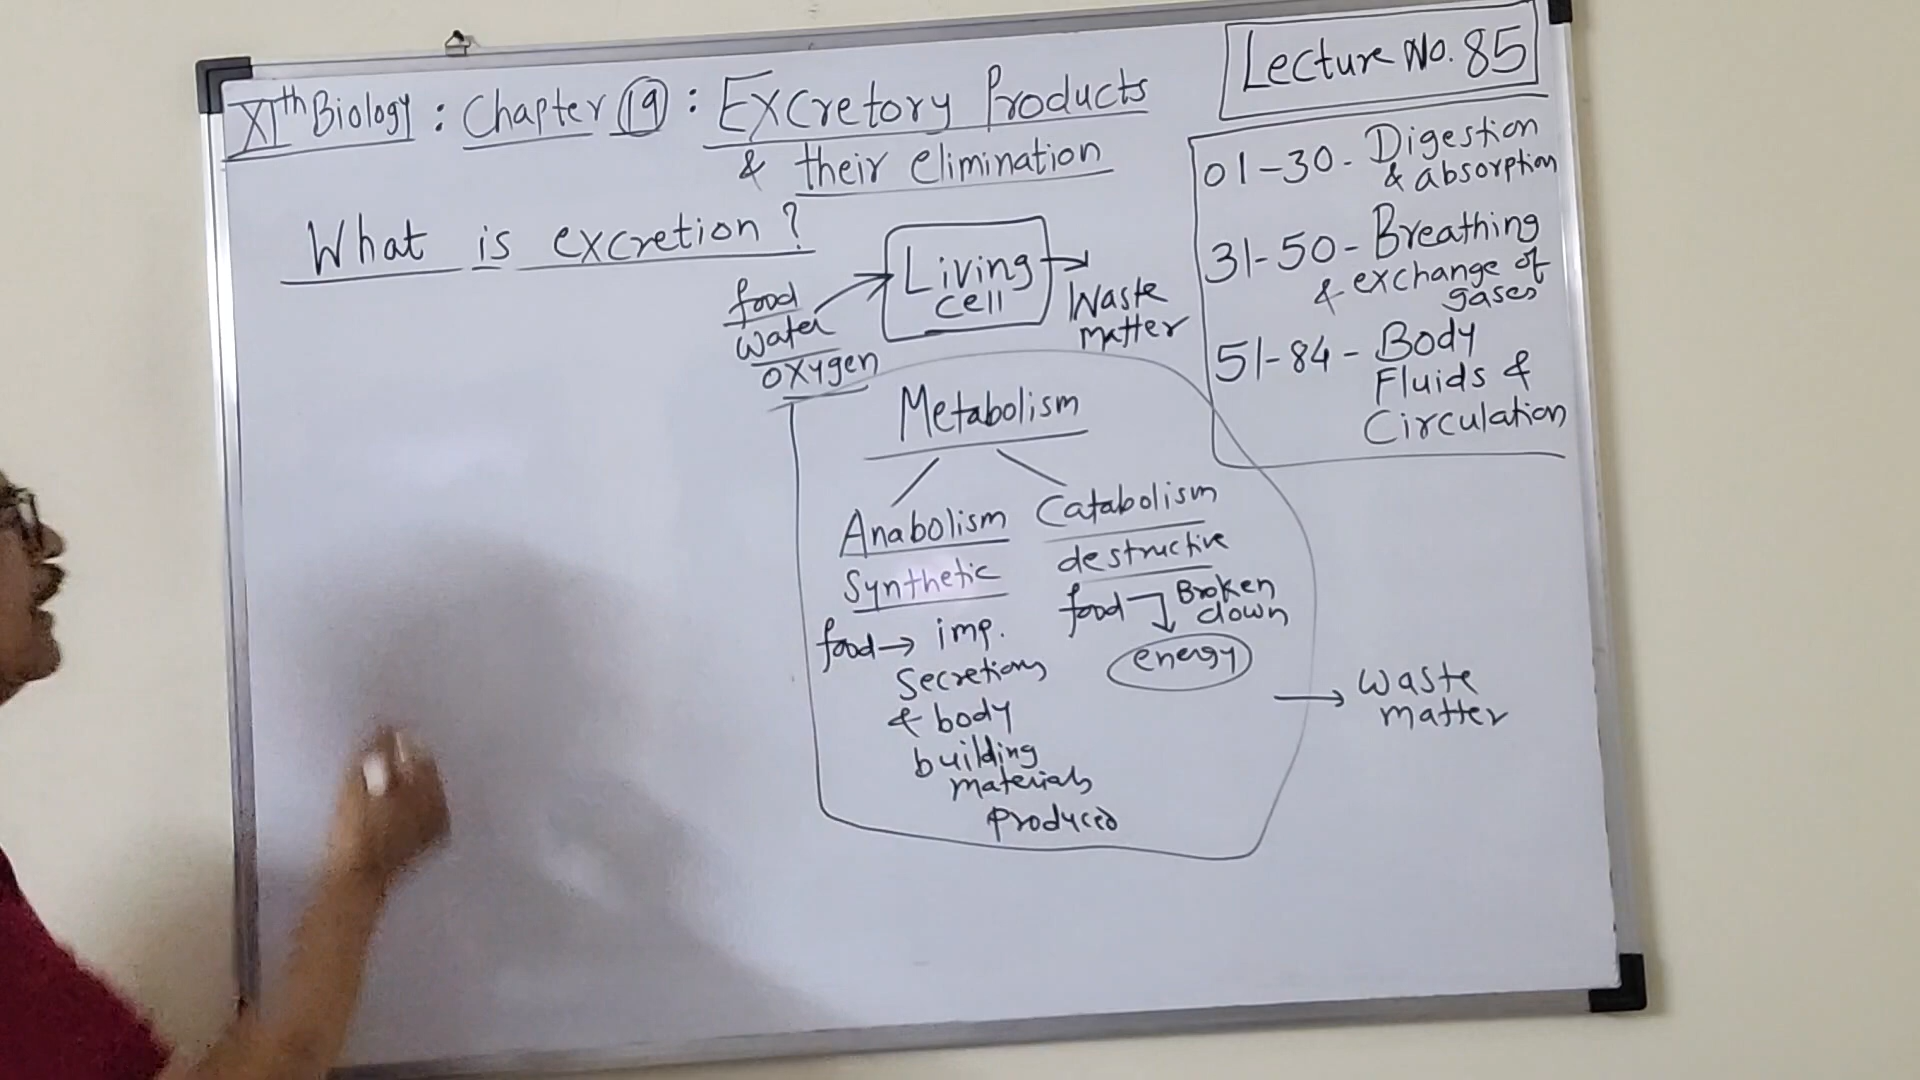 XIth Biology : Chapter 19 : Excretory Products
& their elimination
Lecture No. 85
01-30- Digestion
& absorption
31-50- Breathing
& exchange of
gases
51-84- Body
Fluids &
Circulation
What is excretion?
food
water
oxygen
Living
cell
Waste
matter
Metabolism
Anabolism
Synthetic
food→ imp.
Secretions
& body
building
materials
produced
Catabolism
destructive
food Broken
down
energy
→ waste
matter